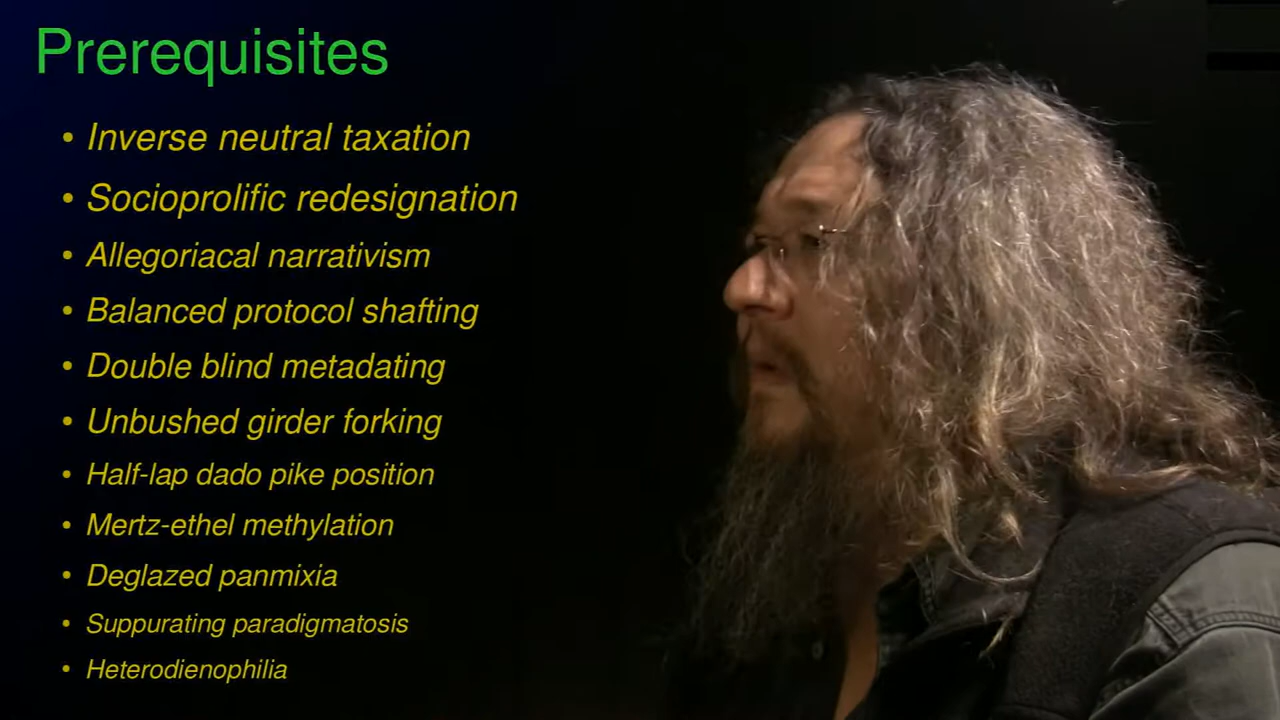 Prerequisites
• Inverse neutral taxation
• Socioprolific redesignation
• Allegoriacal narrativism
• Balanced protocol shafting
• Double blind metadating
• Unbushed girder forking
• Half-lap dado pike position
• Mertz-ethel methylation
• Deglazed panmixia
• Suppurating paradigmatosis
• Heterodienophilia